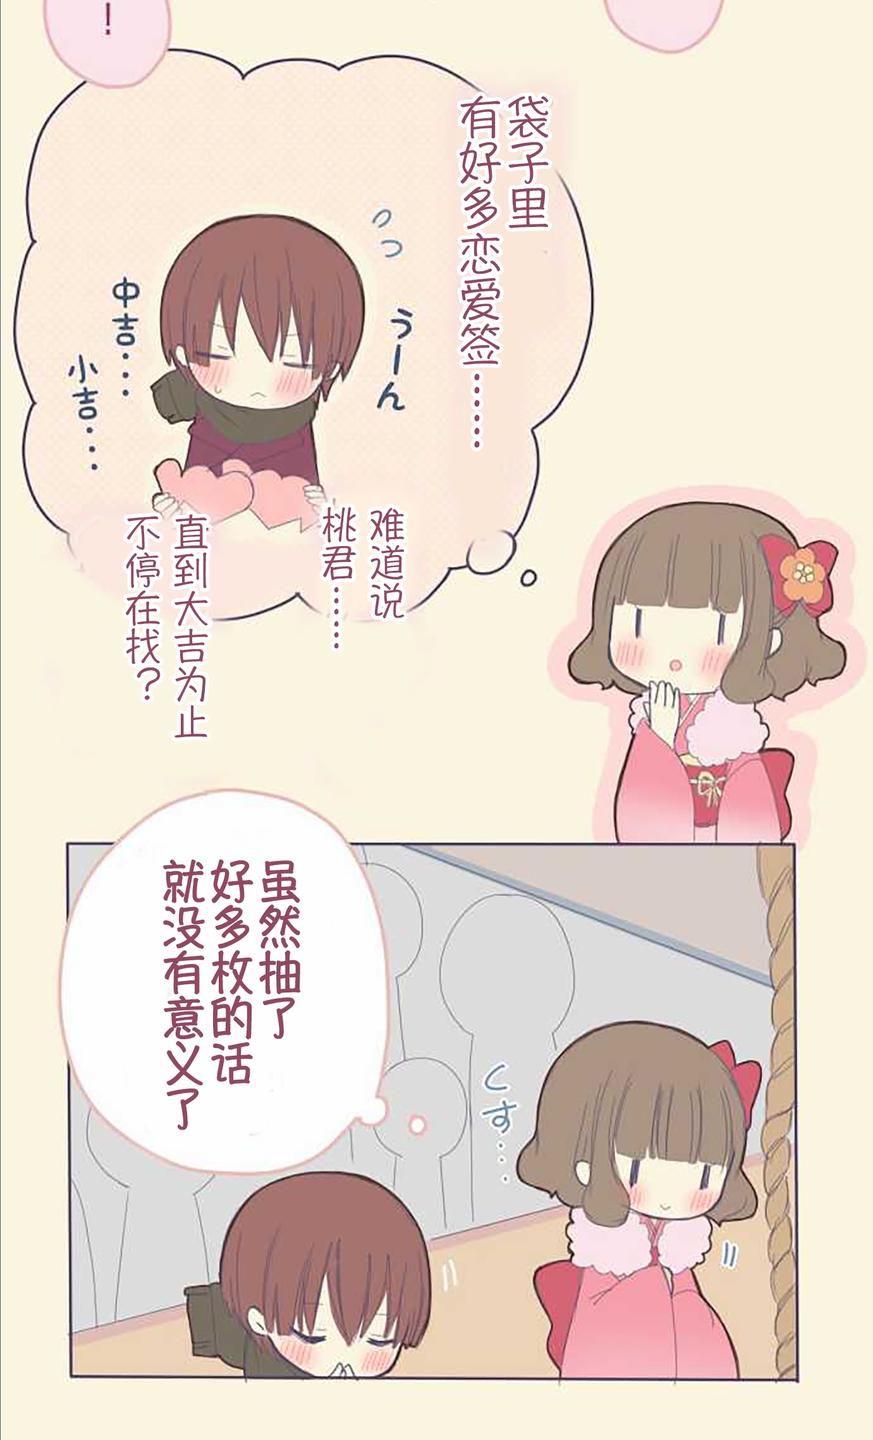 !
袋子里
有好多恋爱签……
うーん
中吉・・・
小吉・・・
难道说
桃君……
直到大吉为止
不停在找？
虽然抽了
好多枚的话
就没有意义了
くす・・・